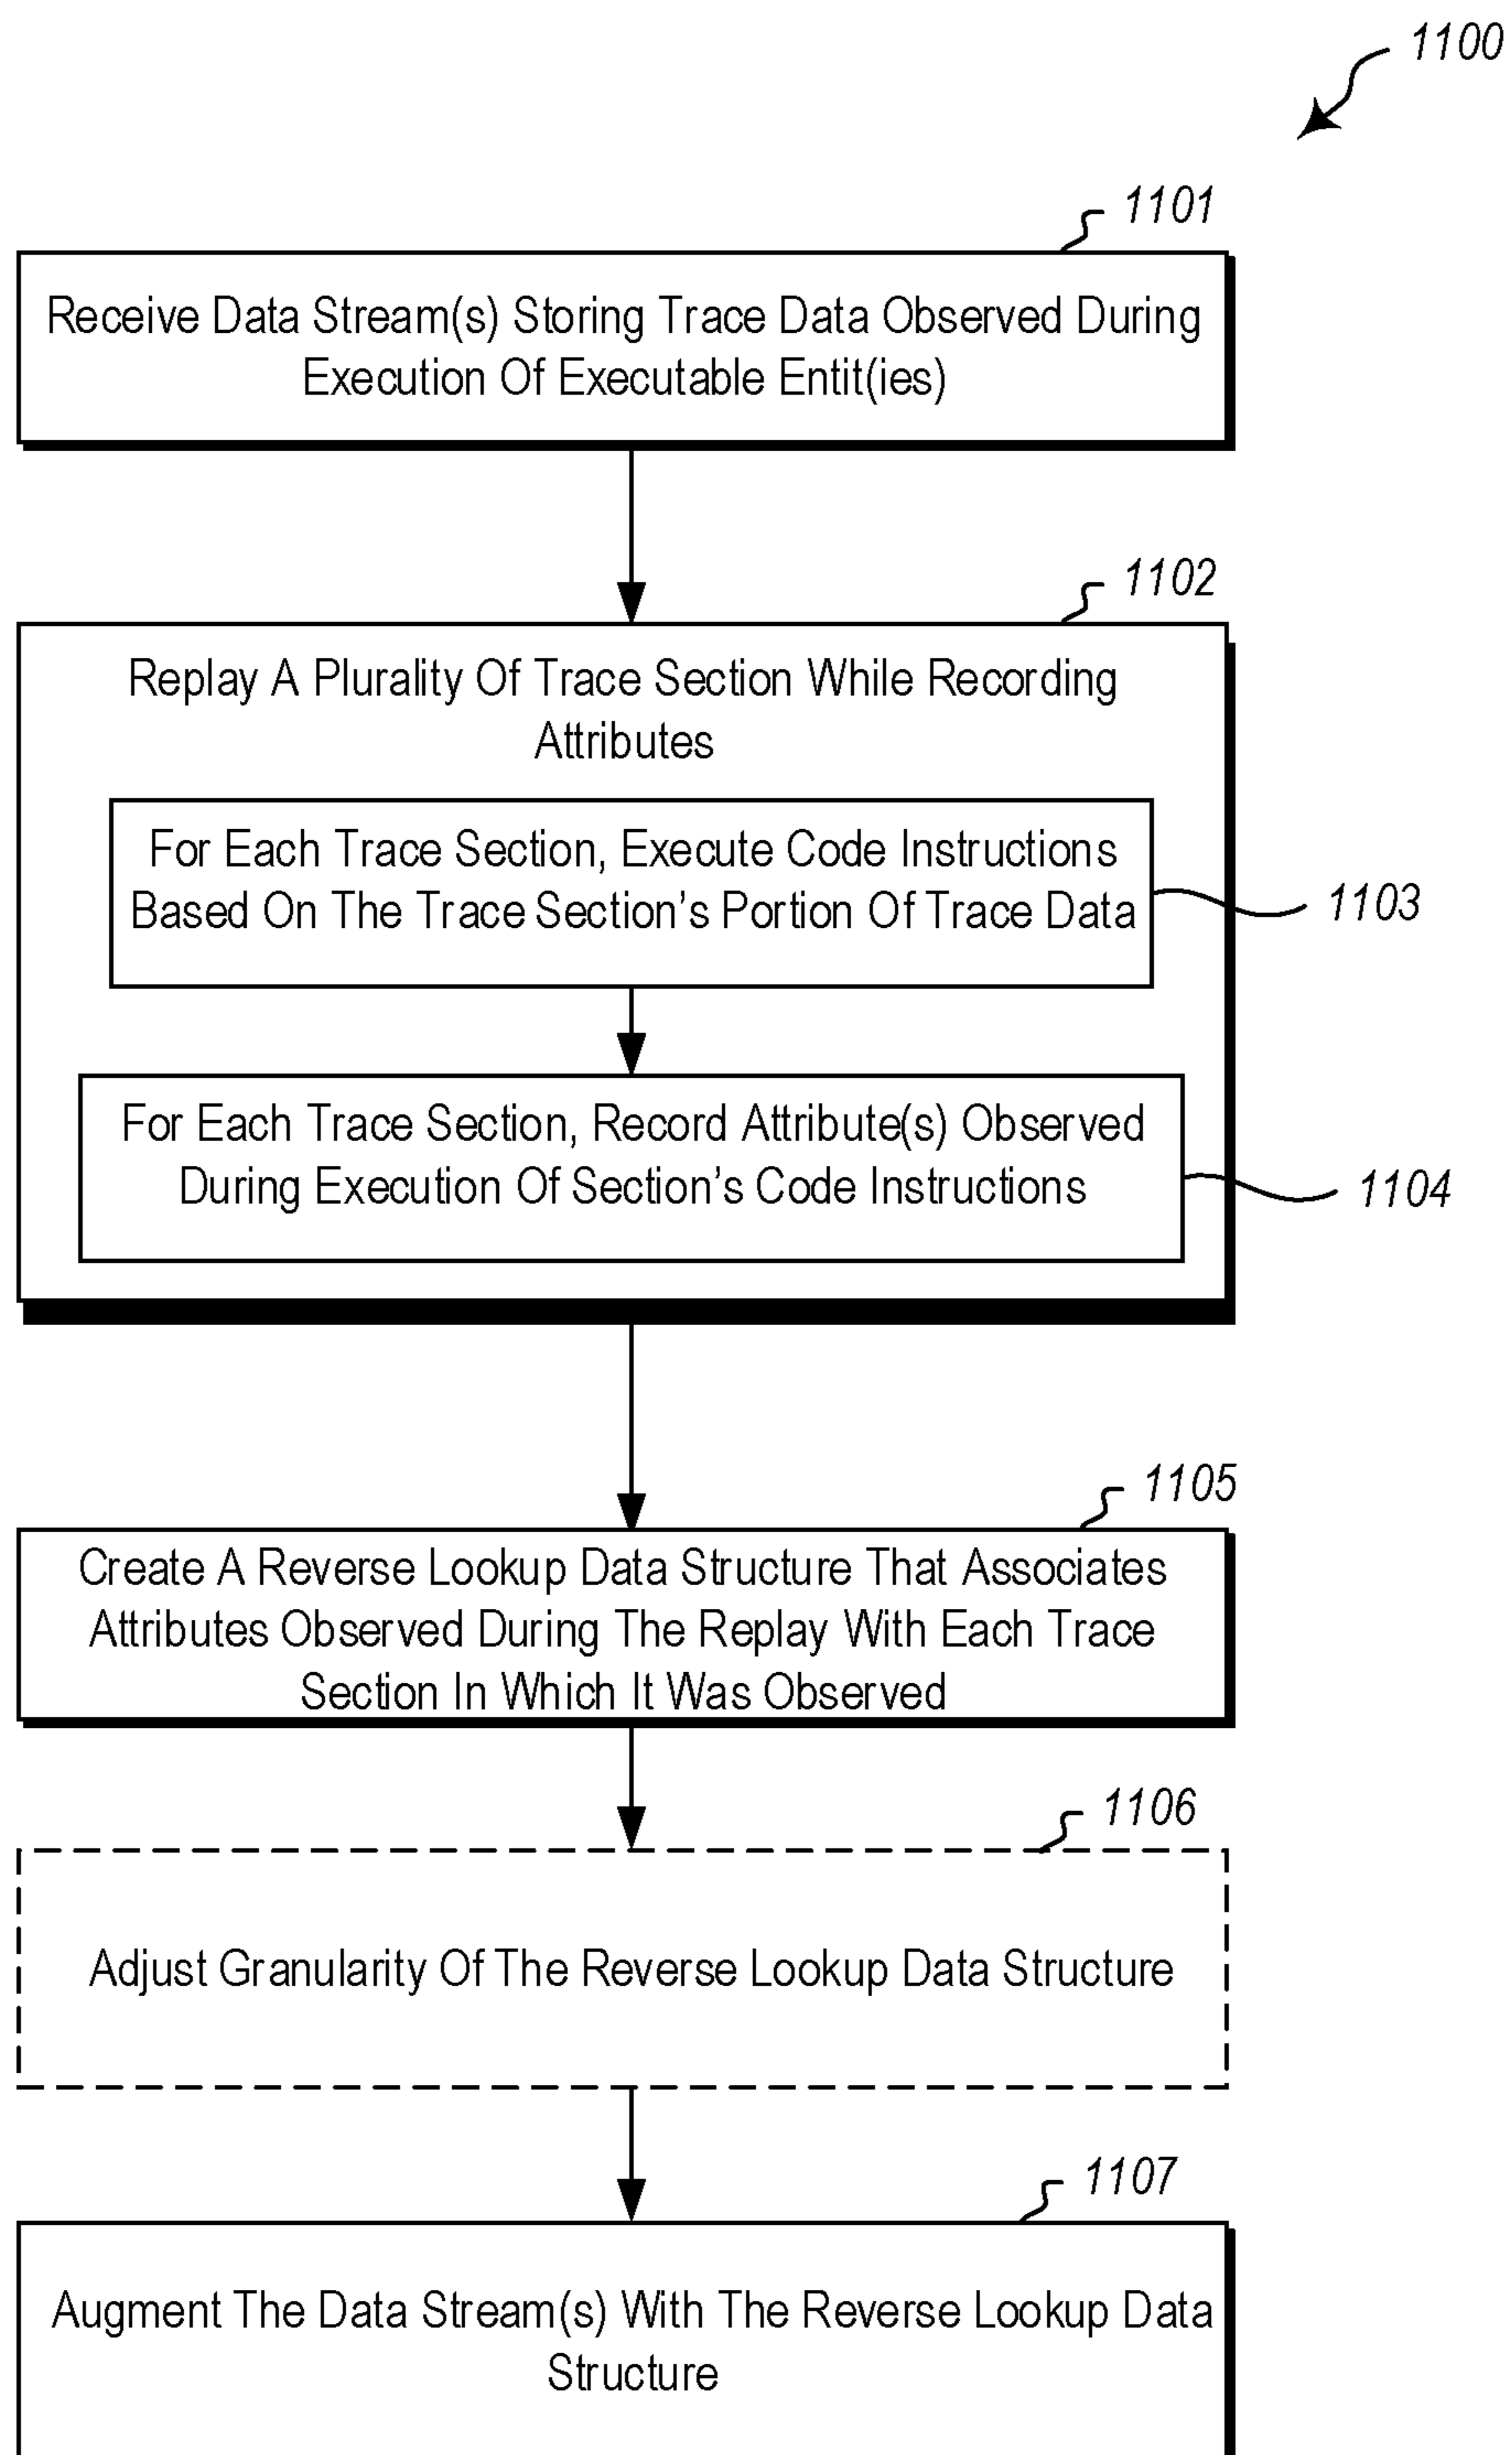 1100
1101
Receive Data Stream(s) Storing Trace Data Observed During
Execution Of Executable Entit(ies)
1102
Replay A Plurality Of Trace Section While Recording
Attributes
For Each Trace Section, Execute Code Instructions
Based On The Trace Section's Portion Of Trace Data
1103
For Each Trace Section, Record Attribute(s) Observed
During Execution Of Section's Code Instructions
1104
1105
Create A Reverse Lookup Data Structure That Associates
Attributes Observed During The Replay With Each Trace
Section In Which It Was Observed
1106
Adjust Granularity Of The Reverse Lookup Data Structure
1107
Augment The Data Stream(s) With The Reverse Lookup Data
Structure